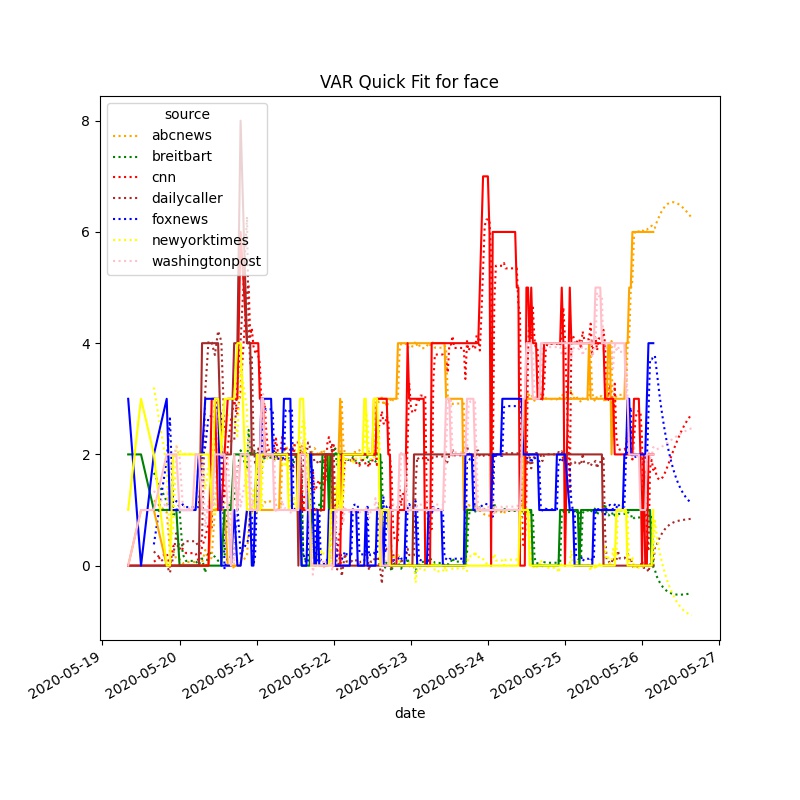 VAR Quick Fit for face
source
abcnews
breitbart
cnn
dailycaller
foxnews
newyorktimes
washingtonpost
8
6
4
2
0
2020-05-19
2020-05-20
2020-05-21
2020-05-22
2020-05-23
2020-05-24
2020-05-25
2020-05-26
2020-05-27
date